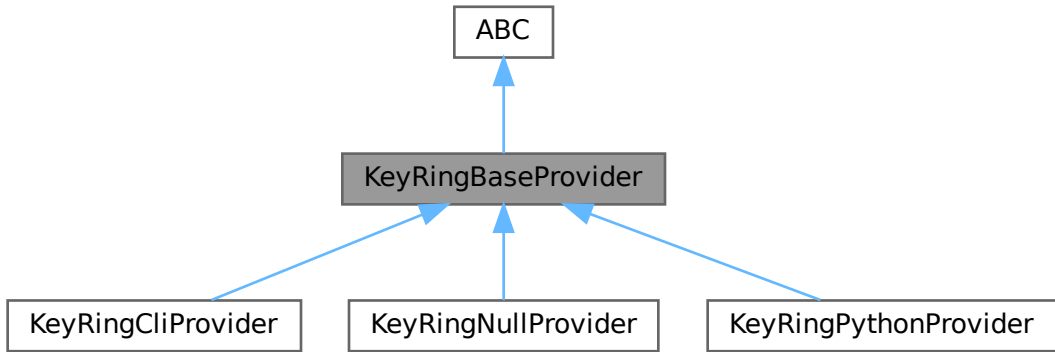 ABC
KeyRingBaseProvider
KeyRingCliProvider
KeyRingNullProvider
KeyRingPythonProvider